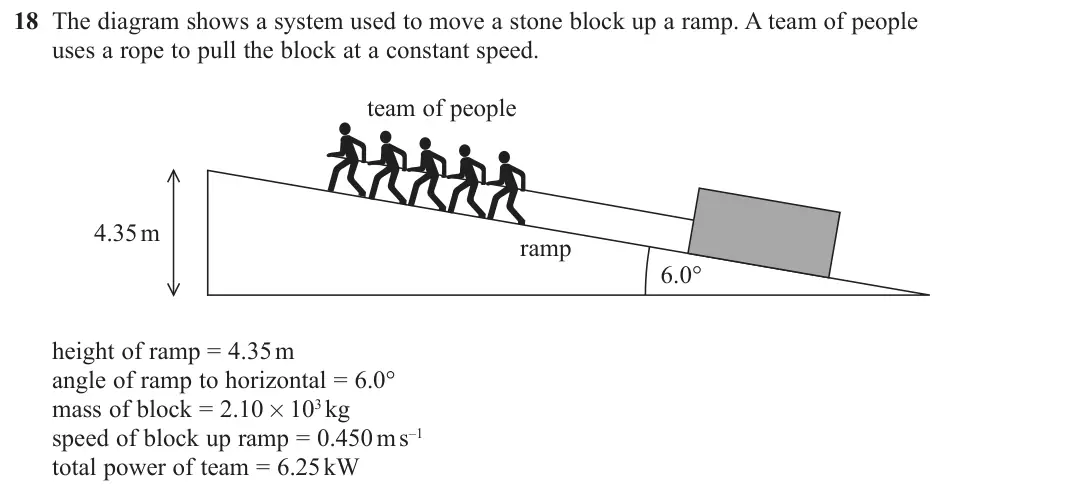 18 The diagram shows a system used to move a stone block up a ramp. A team of people
uses a rope to pull the block at a constant speed.
team of people
4.35 m
ramp
6.0°
height of ramp = 4.35 m
angle of ramp to horizontal = 6.0°
mass of block = 2.10 × 10³ kg
speed of block up ramp = 0.450 m s⁻¹
total power of team = 6.25 kW